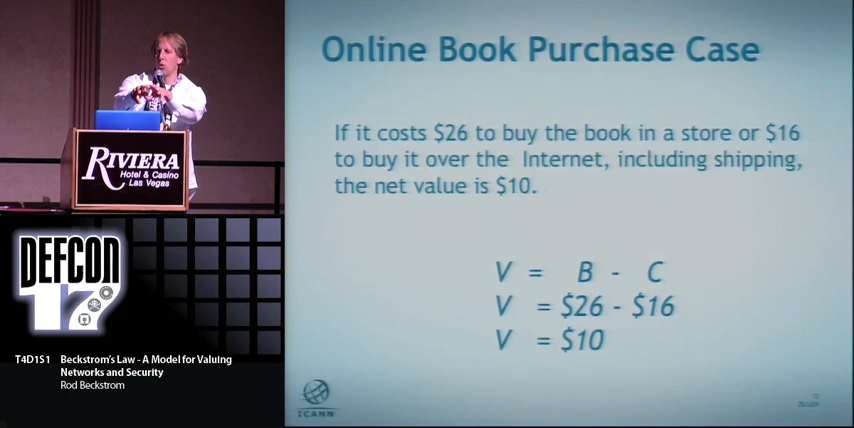 Online Book Purchase Case
If it costs $26 to buy the book in a store or $16
to buy it over the Internet, including shipping,
the net value is $10.
V = B - C
V = $26 - $16
V = $10
ICANN
RIVIERA
Hotel & Casino
Las Vegas
DEFCON
17
T4D1S1 Beckstrom's Law - A Model for Valuing
Networks and Security
Rod Beckstrom